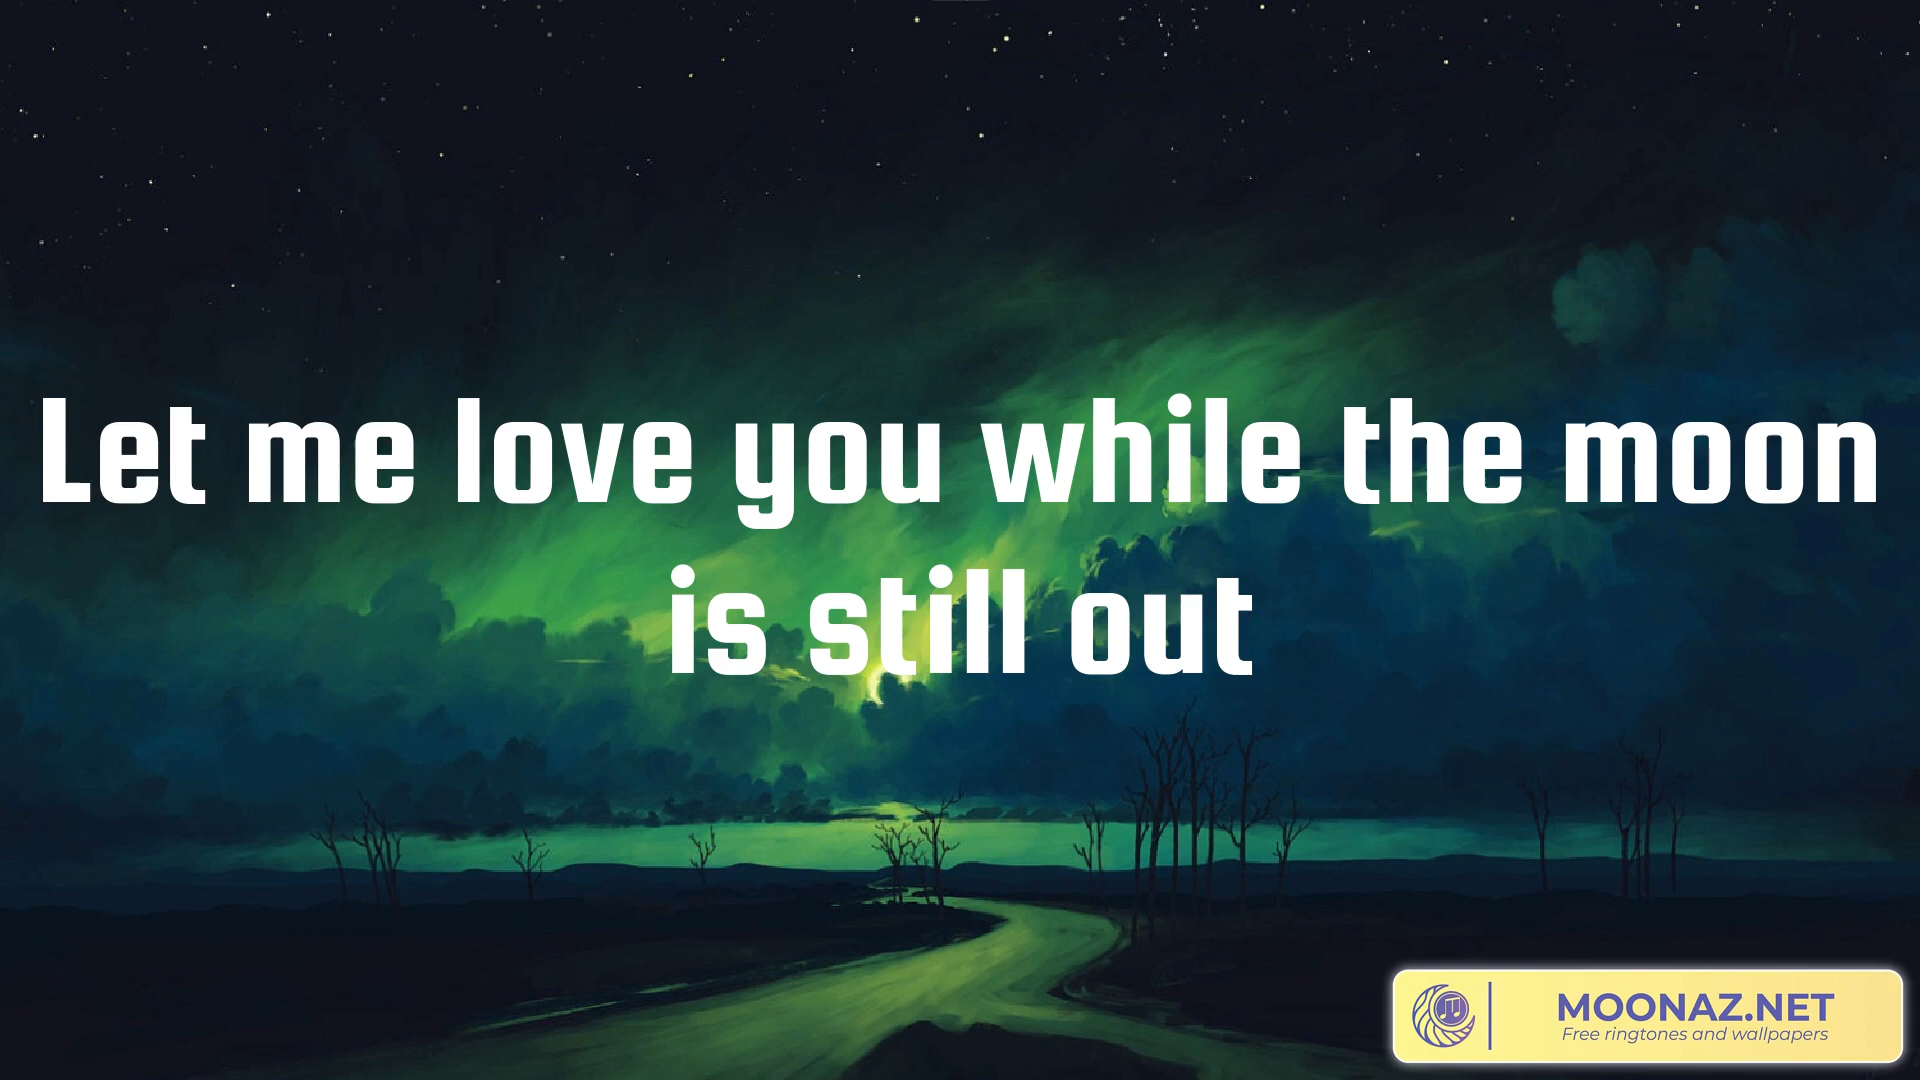 Let me love you while the moon
is still out
MOONAZ.NET
Free ringtones and wallpapers